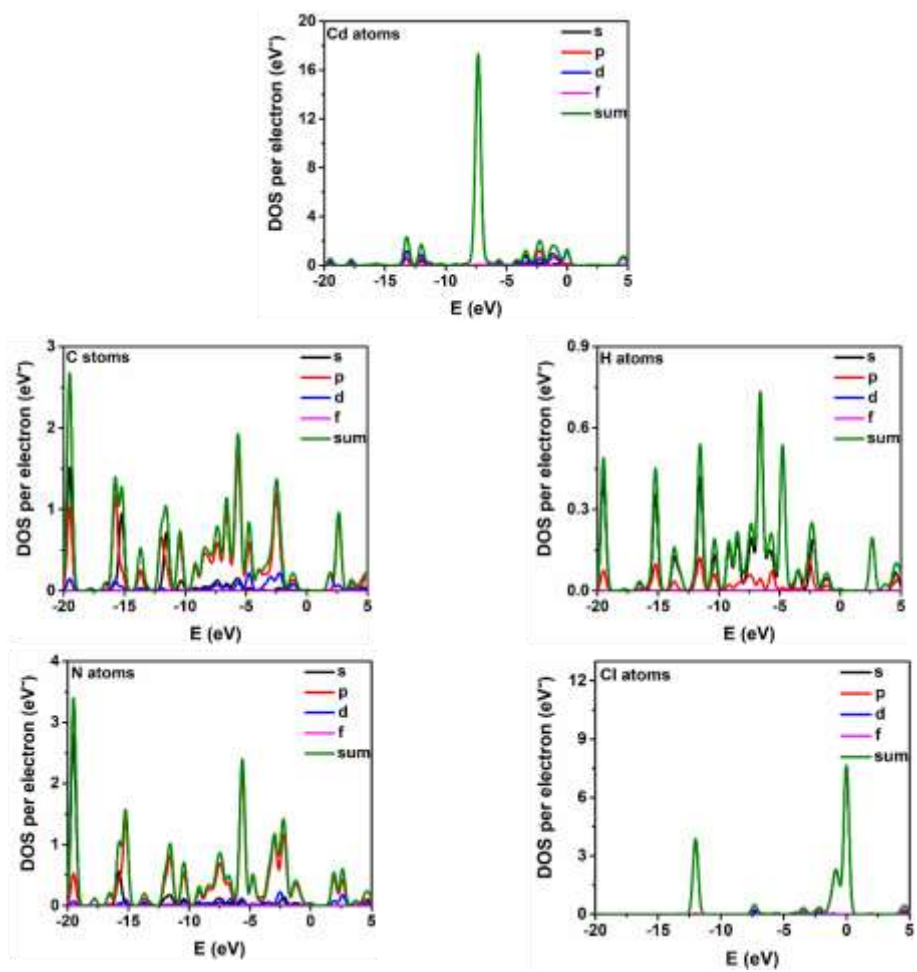 Cd atoms
s
p
d
f
sum
DOS per electron (eV⁻)
20
16
12
8
4
0
-20 -15 -10 -5 0 5
E (eV)
C stoms
s
p
d
f
sum
DOS per electron (eV⁻)
3
2
1
0
-20 -15 -10 -5 0 5
E (eV)
H atoms
s
p
d
f
sum
DOS per electron (eV⁻)
0.9
0.6
0.3
0.0
-20 -15 -10 -5 0 5
E (eV)
N atoms
s
p
d
f
sum
DOS per electron (eV⁻)
4
3
2
1
0
-20 -15 -10 -5 0 5
E (eV)
Cl atoms
s
p
d
f
sum
DOS per electron (eV⁻)
12
9
6
3
0
-20 -15 -10 -5 0 5
E (eV)